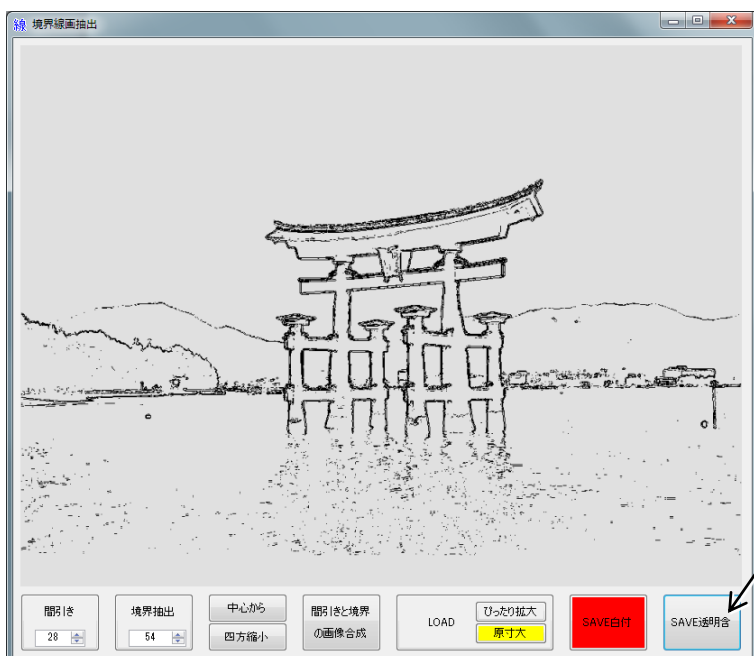 線 境界線画抽出
間引き
28
境界抽出
54
中心から
四方縮小
間引きと境界
の画像合成
LOAD
ぴったり拡大
原寸大
SAVE白付
SAVE透明含